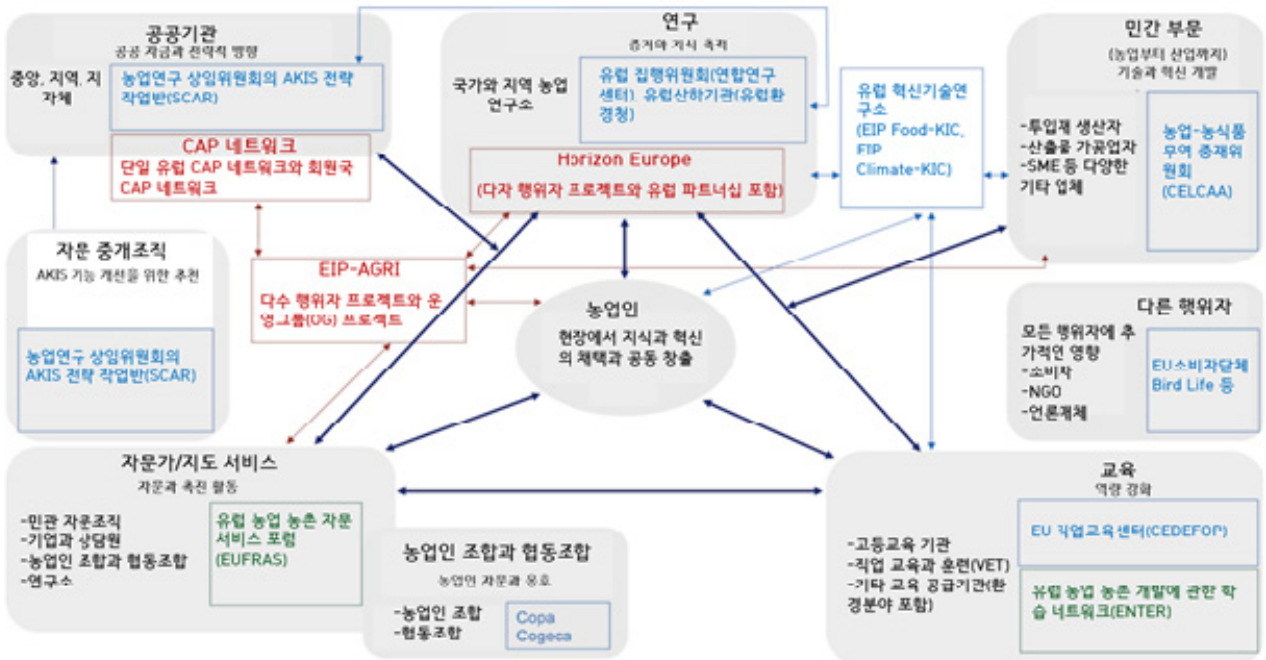 공공기관
공공 자금과 전략적 방향
중앙, 지역, 지
자체
농업연구 상임위원회의 AKIS 전략
작업반(SCAR)
CAP 네트워크
단일 유럽 CAP 네트워크와 회원국
CAP 네트워크
연구
증거와 지식 축적
국가와 지역 농업
연구소
유럽 집행위원회(연합연구
센터), 유럽산하기관(유럽환
경청)
Horizon Europe
(다자 행위자 프로젝트와 유럽 파트너십 포함)
유럽 혁신기술연
구소
(EIP Food-KIC,
EIP
Climate-KIC)
민간 부문
(농업부터 산업까지)
기술과 혁신 개발
-투입재 생산자
-산출물 가공업자
-SME 등 다양한
기타 업체
농업-농식품
무역 중재위
원회
(CELCAA)
자문 중개조직
AKIS 기능 개선을 위한 추천
농업연구 상임위원회의
AKIS 전략 작업반(SCAR)
EIP-AGRI
다수 행위자 프로젝트와 운
영그룹(OG) 프로젝트
농업인
현장에서 지식과 혁신
의 채택과 공동 창출
다른 행위자
모든 행위자에 추
가적인 영향
-소비자
-NGO
-언론매체
EU소비자단체
Bird Life 등
자문가/지도 서비스
자문과 촉진 활동
-민관 자문조직
-기업과 상담원
-농업인 조합과 협동조합
-연구소
유럽 농업 농촌 자문
서비스 포럼
(EUFRAS)
농업인 조합과 협동조합
농업인 자문과 옹호
-농업인 조합
-협동조합
Copa
Cogeca
교육
역량 강화
-고등교육 기관
-직업 교육과 훈련(VET)
-기타 교육 공급기관(환
경분야 포함)
EU 직업교육센터(CEDEFOP)
유럽 농업 농촌 개발에 관한 학
습 네트워크(ENTER)